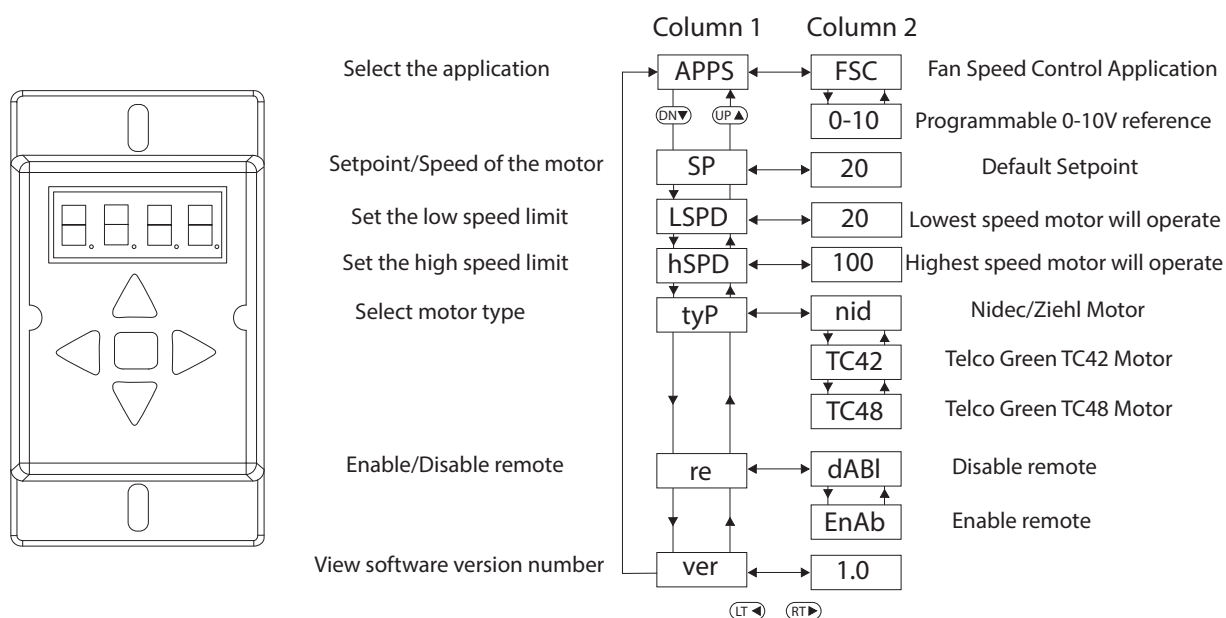 Column 1 Column 2
Select the application APPS FSC Fan Speed Control Application
DN▼ UP▲ 0-10 Programmable 0-10V reference
Setpoint/Speed of the motor SP 20 Default Setpoint
Set the low speed limit LSPD 20 Lowest speed motor will operate
Set the high speed limit hSPD 100 Highest speed motor will operate
Select motor type tyP nid Nidec/Ziehl Motor
TC42 Telco Green TC42 Motor
TC48 Telco Green TC48 Motor
Enable/Disable remote re dABl Disable remote
EnAb Enable remote
View software version number ver 1.0
LT◀ RT▶